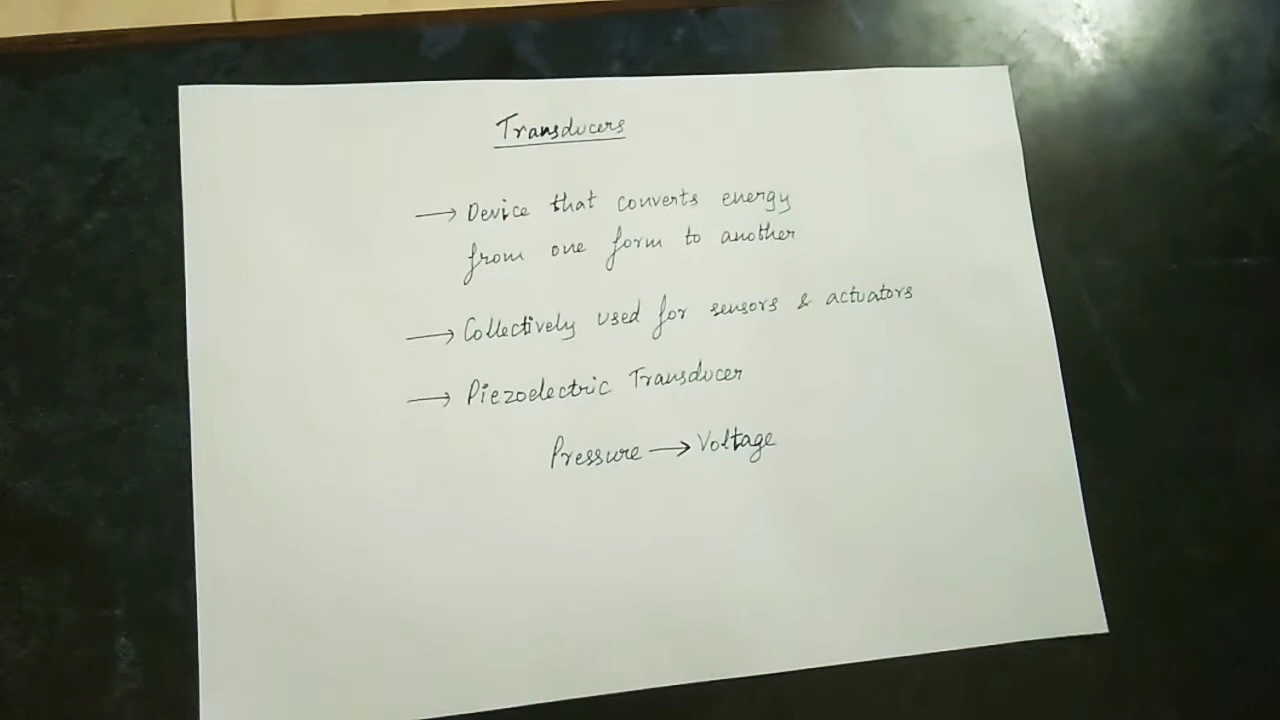 Transducers
→ Device that converts energy
from one form to another
→ Collectively used for sensors & actuators
→ Piezoelectric Transducer
Pressure → Voltage